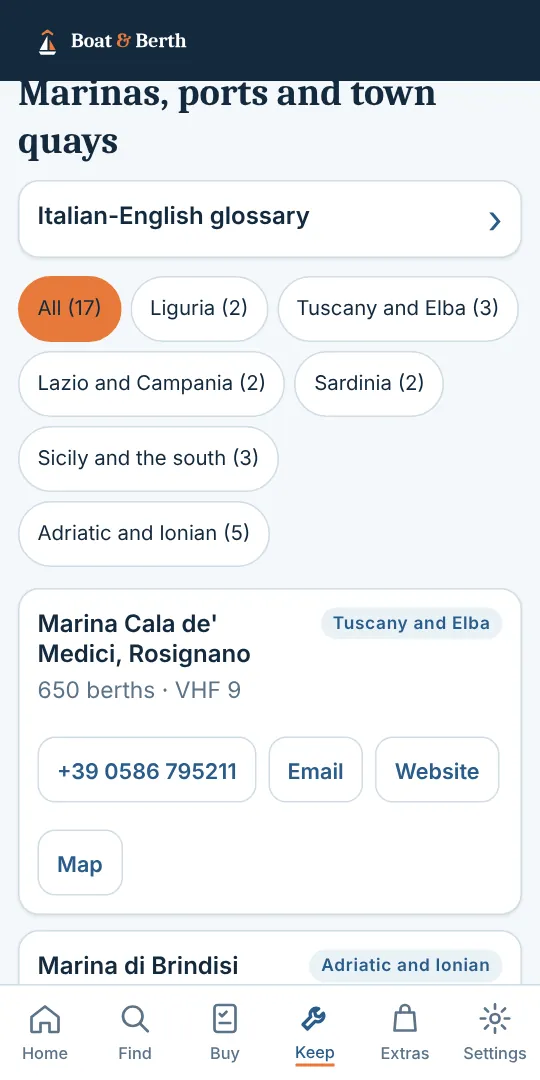 Boat & Berth
Marinas, ports and town
quays
Italian-English glossary
All (17)
Liguria (2)
Tuscany and Elba (3)
Lazio and Campania (2)
Sardinia (2)
Sicily and the south (3)
Adriatic and Ionian (5)
Marina Cala de'
Medici, Rosignano
Tuscany and Elba
650 berths · VHF 9
+39 0586 795211
Email
Website
Map
Marina di Brindisi
Adriatic and Ionian
Home
Find
Buy
Keep
Extras
Settings